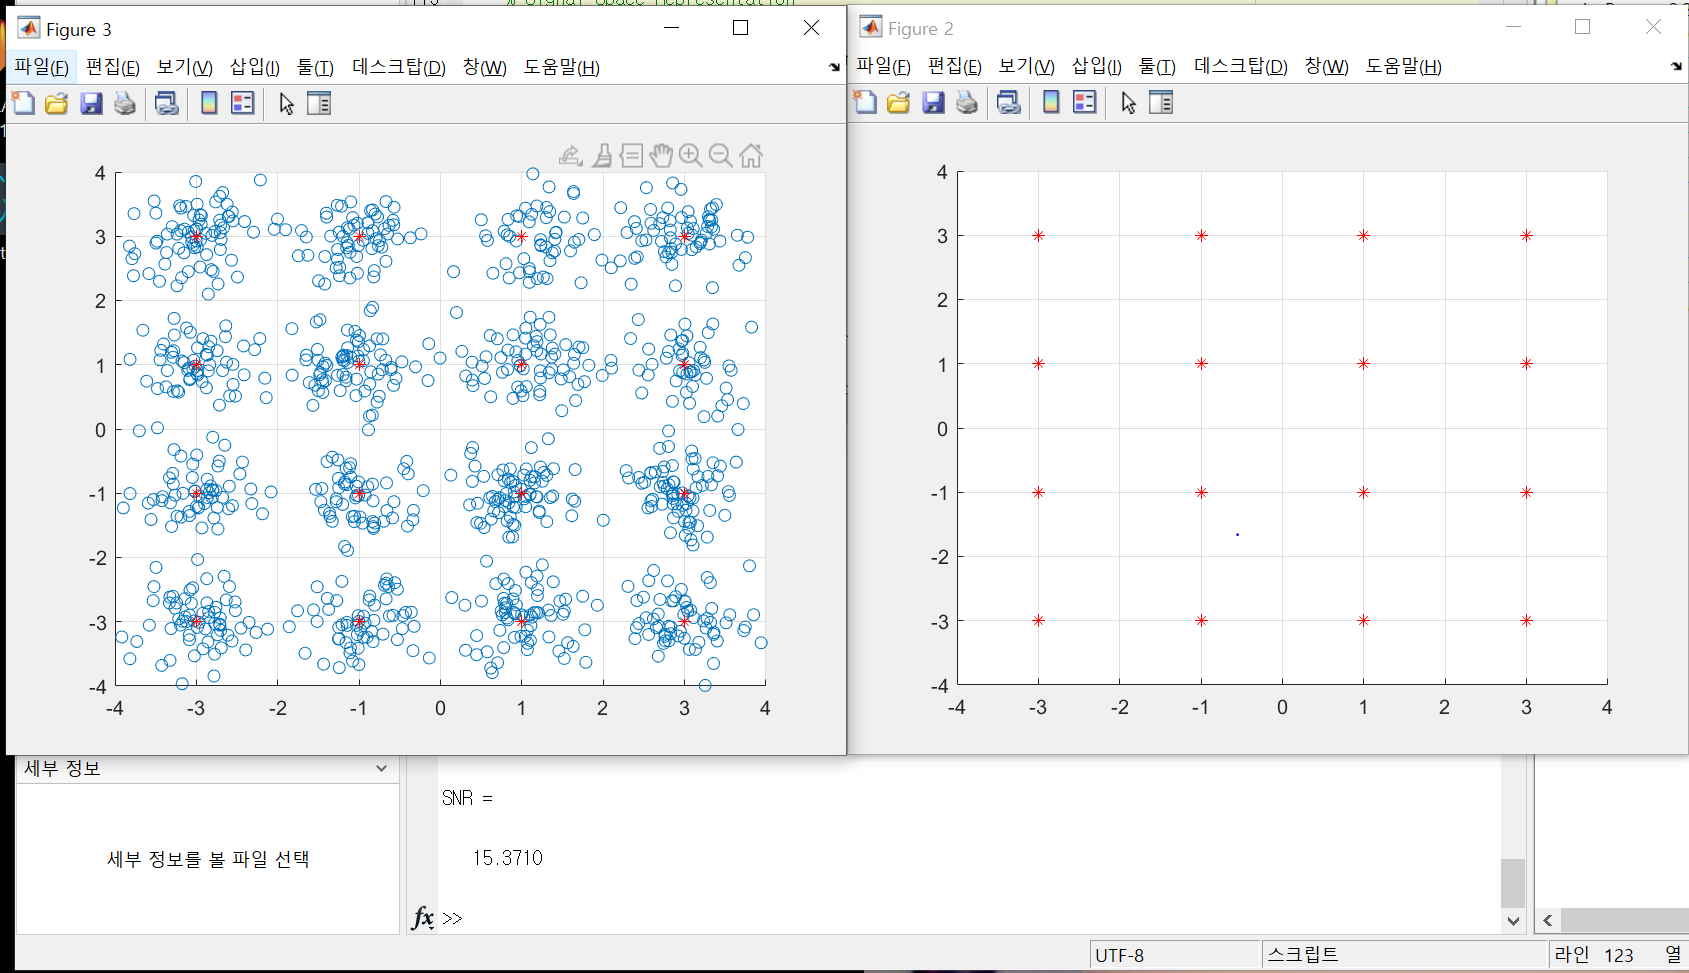 % Signal Space Representation
Figure 3
파일(F) 편집(E) 보기(V) 삽입(I) 툴(T) 데스크탑(D) 창(W) 도움말(H)
4
3
2
1
0
-1
-2
-3
-4
-4 -3 -2 -1 0 1 2 3 4
Figure 2
파일(F) 편집(E) 보기(V) 삽입(I) 툴(T) 데스크탑(D) 창(W) 도움말(H)
4
3
2
1
0
-1
-2
-3
-4
-4 -3 -2 -1 0 1 2 3 4
세부 정보
세부 정보를 볼 파일 선택
SNR =
15.3710
fx >>
UTF-8 스크립트 라인 123 열